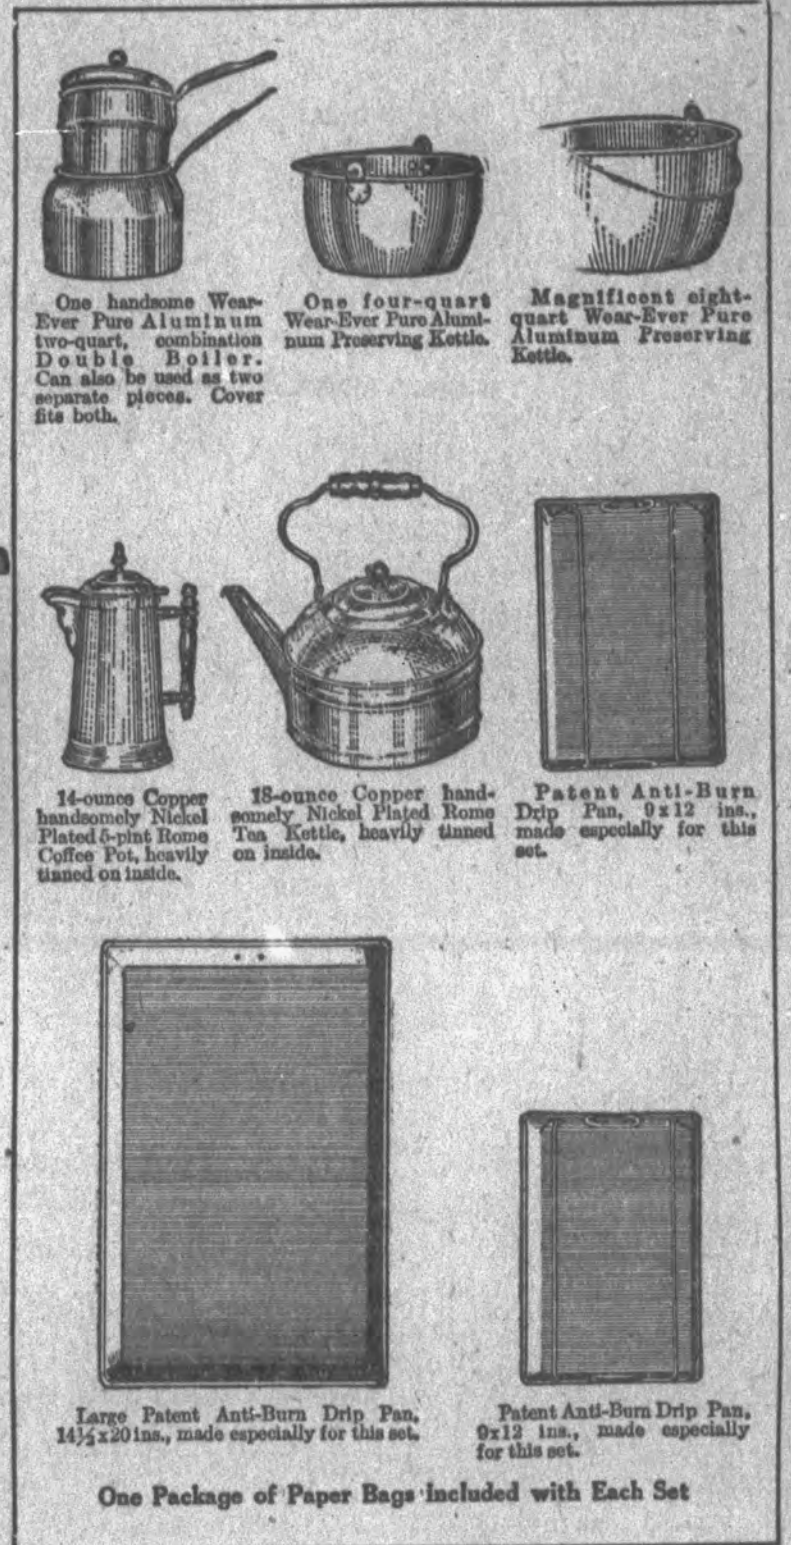 One handsome Wear-
Ever Pure Aluminum
two-quart, combination
Double Boiler.
Can also be used as two
separate pieces. Cover
fits both.
One four-quart
Wear-Ever Pure Alumi-
num Preserving Kettle.
Magnificent eight-
quart Wear-Ever Pure
Aluminum Preserving
Kettle.
14-ounce Copper
handsomely Nickel
Plated 5-pint Rome
Coffee Pot, heavily
tinned on inside.
18-ounce Copper hand-
somely Nickel Plated Rome
Tea Kettle, heavily tinned
on inside.
Patent Anti-Burn
Drip Pan, 9x12 ins.,
made especially for this
set.
Large Patent Anti-Burn Drip Pan,
14½x20 ins., made especially for this set.
Patent Anti-Burn Drip Pan,
9x12 ins., made especially
for this set.
One Package of Paper Bags Included with Each Set